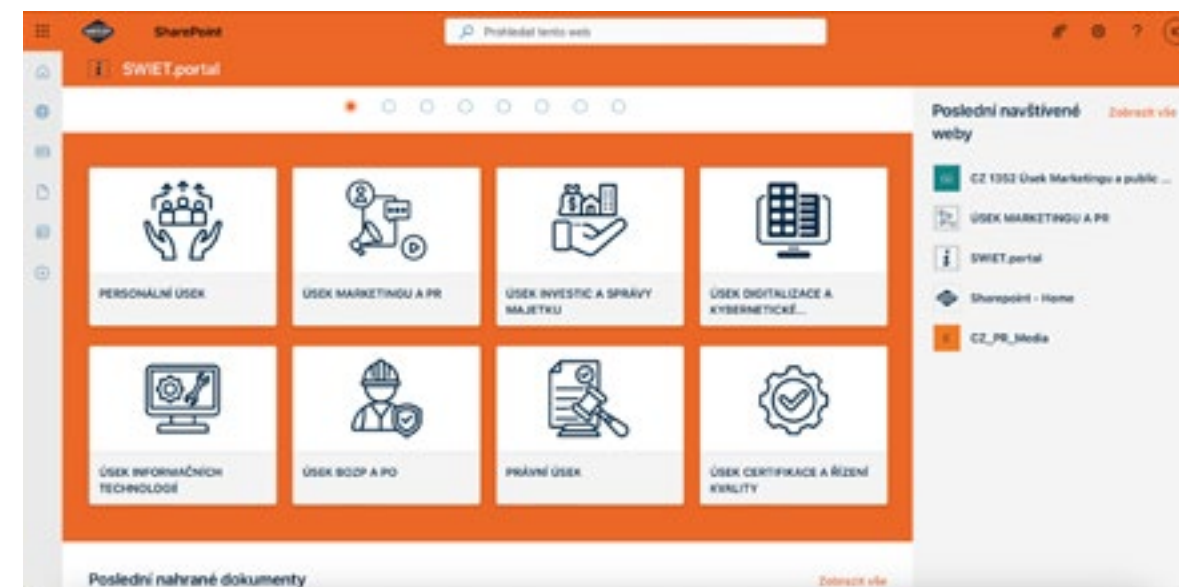 SharePoint
Prohledat tento web
SWIET.portal
PERSONÁLNÍ ÚSEK
ÚSEK MARKETINGU A PR
ÚSEK INVESTIC A SPRÁVY
MAJETKU
ÚSEK DIGITALIZACE A
KYBERNETICKÉ...
ÚSEK INFORMAČNÍCH
TECHNOLOGIÍ
ÚSEK BOZP A PO
PRÁVNÍ ÚSEK
ÚSEK CERTIFIKACE A ŘÍZENÍ
KVALITY
Poslední nahrané dokumenty
Zobrazit vše
Poslední navštívené
weby
Zobrazit vše
CZ 1352 Úsek Marketingu a public ...
ÚSEK MARKETINGU A PR
SWIET.portal
Sharepoint - Home
CZ_PR_Media